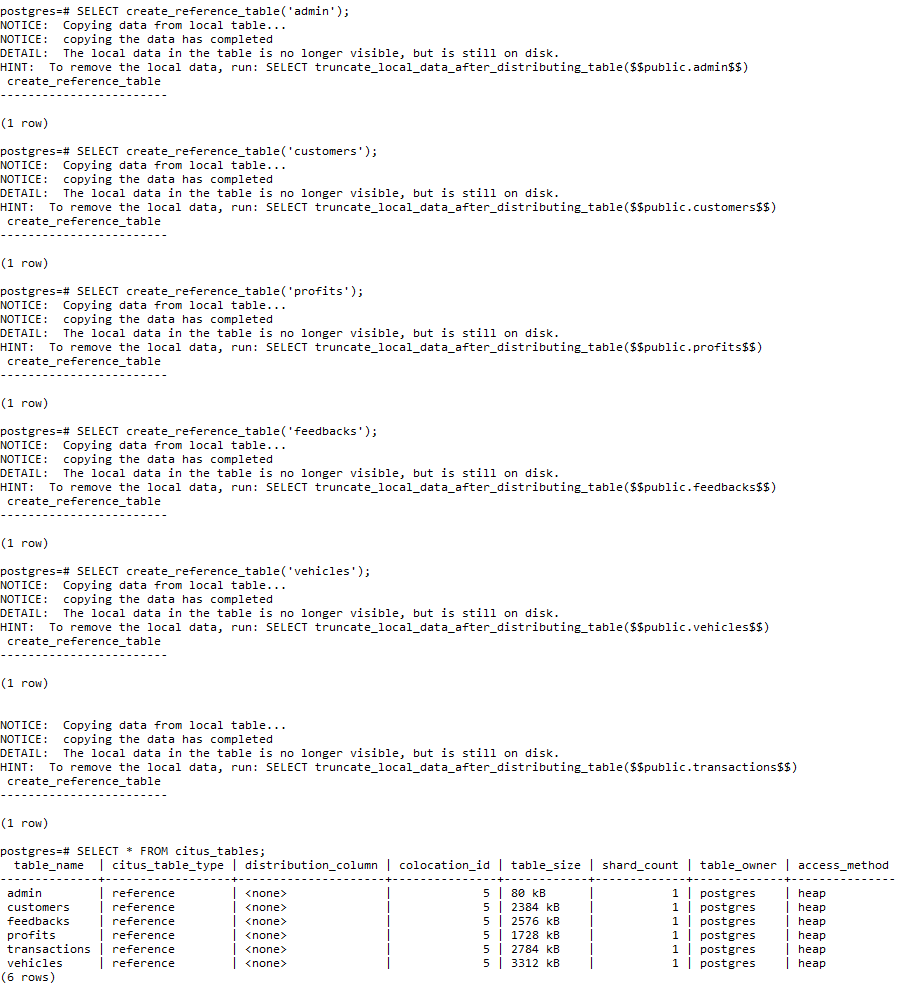 postgres=# SELECT create_reference_table('admin');
NOTICE:  Copying data from local table...
NOTICE:  copying the data has completed
DETAIL:  The local data in the table is no longer visible, but is still on disk.
HINT:  To remove the local data, run: SELECT truncate_local_data_after_distributing_table($$public.admin$$)
 create_reference_table
------------------------

(1 row)

postgres=# SELECT create_reference_table('customers');
NOTICE:  Copying data from local table...
NOTICE:  copying the data has completed
DETAIL:  The local data in the table is no longer visible, but is still on disk.
HINT:  To remove the local data, run: SELECT truncate_local_data_after_distributing_table($$public.customers$$)
 create_reference_table
------------------------

(1 row)

postgres=# SELECT create_reference_table('profits');
NOTICE:  Copying data from local table...
NOTICE:  copying the data has completed
DETAIL:  The local data in the table is no longer visible, but is still on disk.
HINT:  To remove the local data, run: SELECT truncate_local_data_after_distributing_table($$public.profits$$)
 create_reference_table
------------------------

(1 row)

postgres=# SELECT create_reference_table('feedbacks');
NOTICE:  Copying data from local table...
NOTICE:  copying the data has completed
DETAIL:  The local data in the table is no longer visible, but is still on disk.
HINT:  To remove the local data, run: SELECT truncate_local_data_after_distributing_table($$public.feedbacks$$)
 create_reference_table
------------------------

(1 row)

postgres=# SELECT create_reference_table('vehicles');
NOTICE:  Copying data from local table...
NOTICE:  copying the data has completed
DETAIL:  The local data in the table is no longer visible, but is still on disk.
HINT:  To remove the local data, run: SELECT truncate_local_data_after_distributing_table($$public.vehicles$$)
 create_reference_table
------------------------

(1 row)


NOTICE:  Copying data from local table...
NOTICE:  copying the data has completed
DETAIL:  The local data in the table is no longer visible, but is still on disk.
HINT:  To remove the local data, run: SELECT truncate_local_data_after_distributing_table($$public.transactions$$)
 create_reference_table
------------------------

(1 row)

postgres=# SELECT * FROM citus_tables;
  table_name  | citus_table_type | distribution_column | colocation_id | table_size | shard_count | table_owner | access_method
--------------+------------------+---------------------+---------------+------------+-------------+-------------+---------------
 admin        | reference        | <none>              |             5 | 80 kB      |           1 | postgres    | heap
 customers    | reference        | <none>              |             5 | 2384 kB    |           1 | postgres    | heap
 feedbacks    | reference        | <none>              |             5 | 2576 kB    |           1 | postgres    | heap
 profits      | reference        | <none>              |             5 | 1728 kB    |           1 | postgres    | heap
 transactions | reference        | <none>              |             5 | 2784 kB    |           1 | postgres    | heap
 vehicles     | reference        | <none>              |             5 | 3312 kB    |           1 | postgres    | heap
(6 rows)